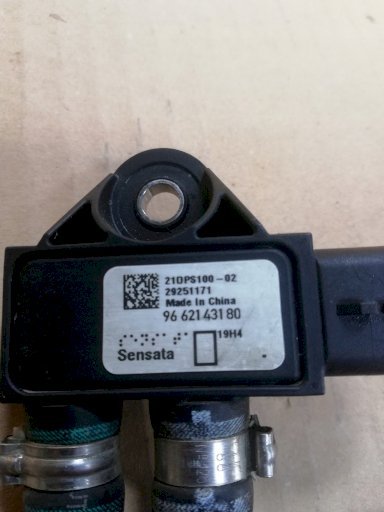 21DPS100-02
29251171
Made In China
96 621 431 80
19H4
Sensata